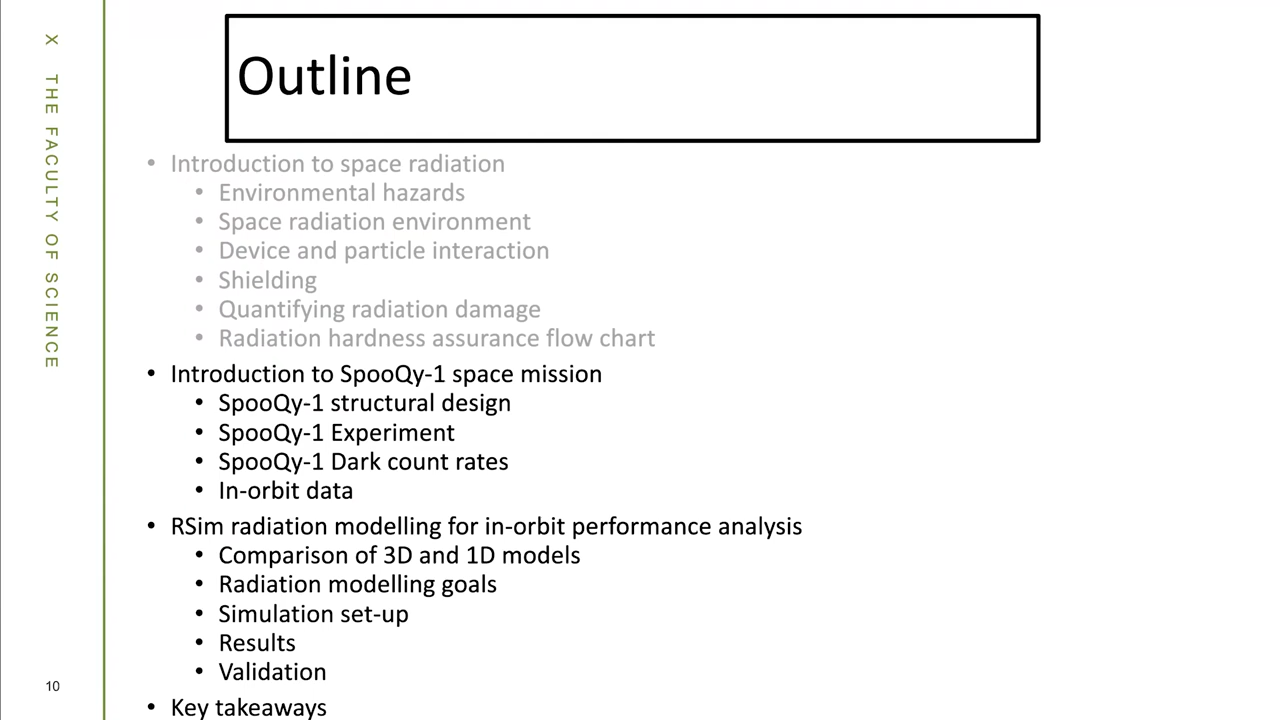 X THE FACULTY OF SCIENCE
Outline
• Introduction to space radiation
• Environmental hazards
• Space radiation environment
• Device and particle interaction
• Shielding
• Quantifying radiation damage
• Radiation hardness assurance flow chart
• Introduction to SpooQy-1 space mission
• SpooQy-1 structural design
• SpooQy-1 Experiment
• SpooQy-1 Dark count rates
• In-orbit data
• RSim radiation modelling for in-orbit performance analysis
• Comparison of 3D and 1D models
• Radiation modelling goals
• Simulation set-up
• Results
• Validation
• Key takeaways
10